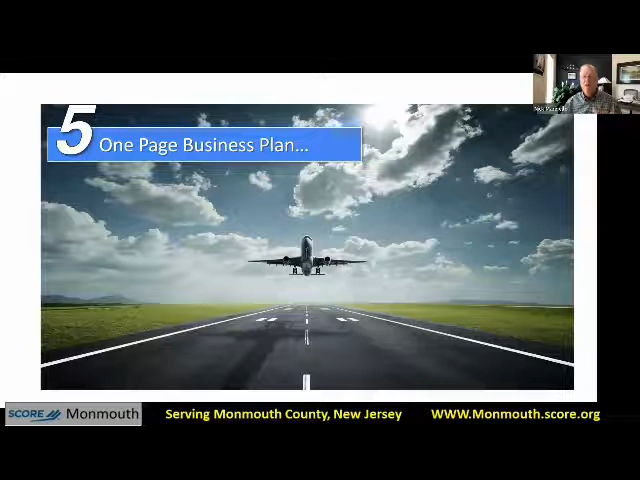 5
One Page Business Plan...
SCORE Monmouth
Serving Monmouth County, New Jersey
WWW.Monmouth.score.org